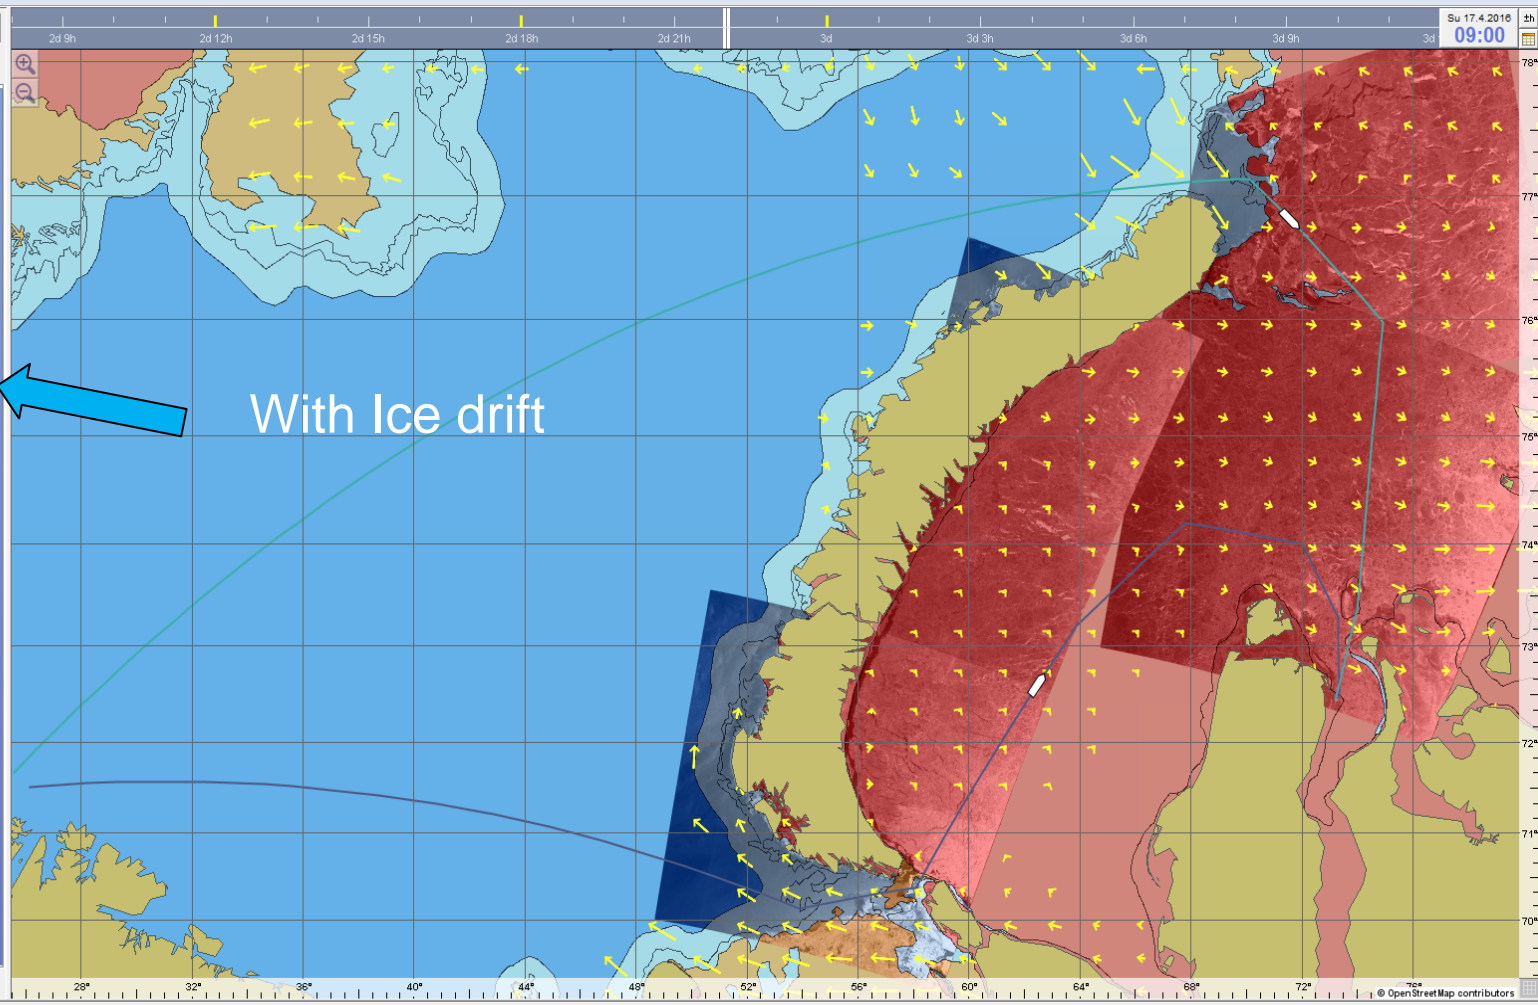 2d 9h 2d 12h 2d 15h 2d 18h 2d 21h 3d 3d 3h 3d 6h 3d 9h 3d 1
Su 17.4.2016 ±h
09:00
78°
77°
76°
With Ice drift
75°
74°
73°
72°
71°
70°
28° 32° 36° 40° 44° 48° 52° 56° 60° 64° 68° 72° 76°
© OpenStreetMap contributors